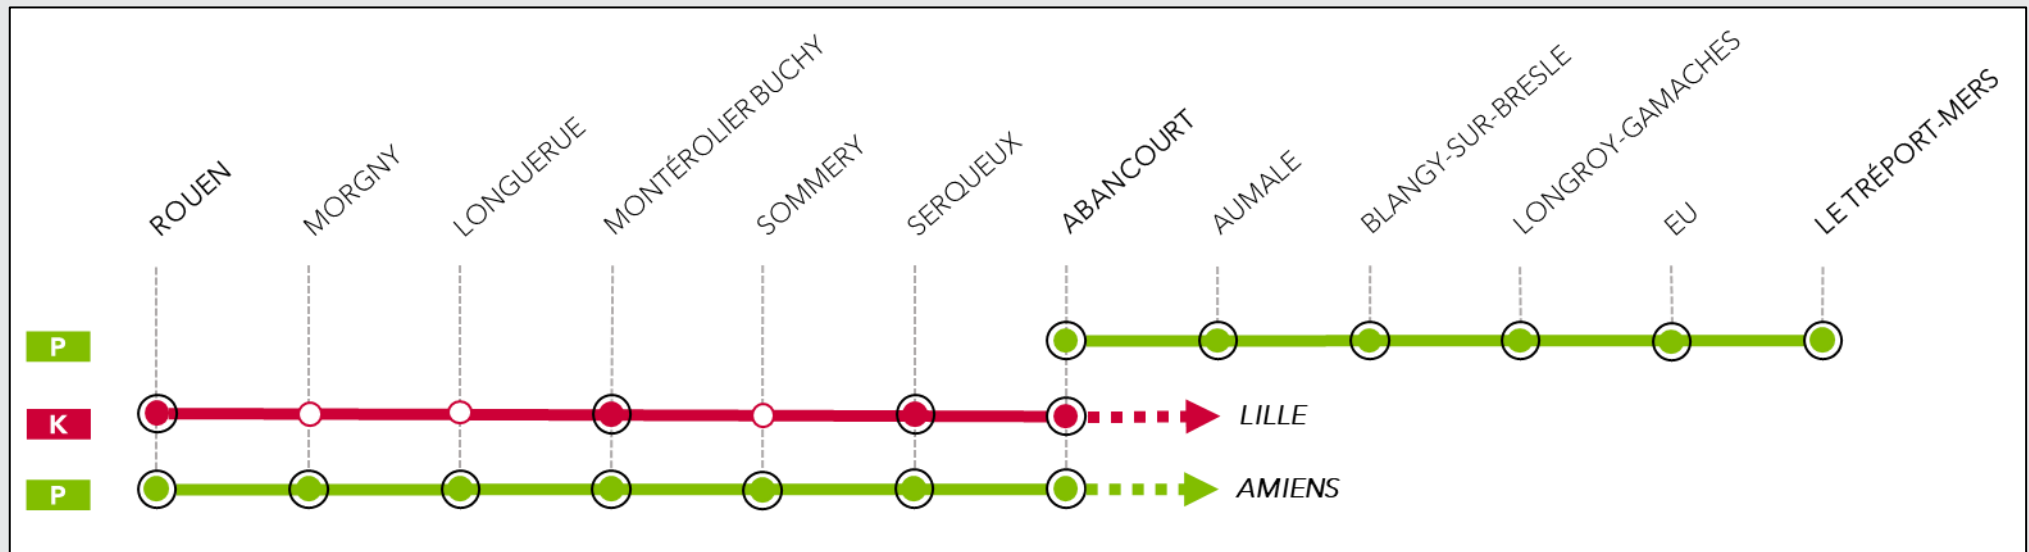 ROUEN
MORGNY
LONGUERUE
MONTÉROLIER BUCHY
SOMMERY
SERQUEUX
ABANCOURT
AUMALE
BLANGY-SUR-BRESLE
LONGROY-GAMACHES
EU
LE TRÉPORT-MERS
P
K
LILLE
P
AMIENS